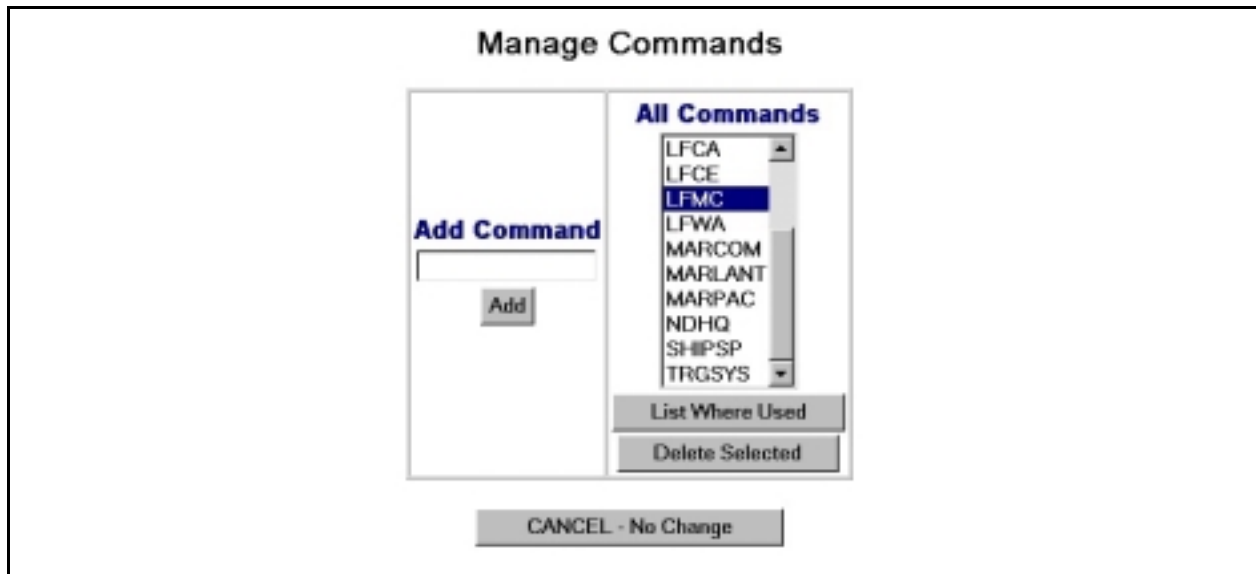 Manage Commands
Add Command
Add
All Commands
LFCA
LFCE
LFMC
LFWA
MARCOM
MARLANT
MARPAC
NDHQ
SHIPSP
TRGSYS
List Where Used
Delete Selected
CANCEL - No Change